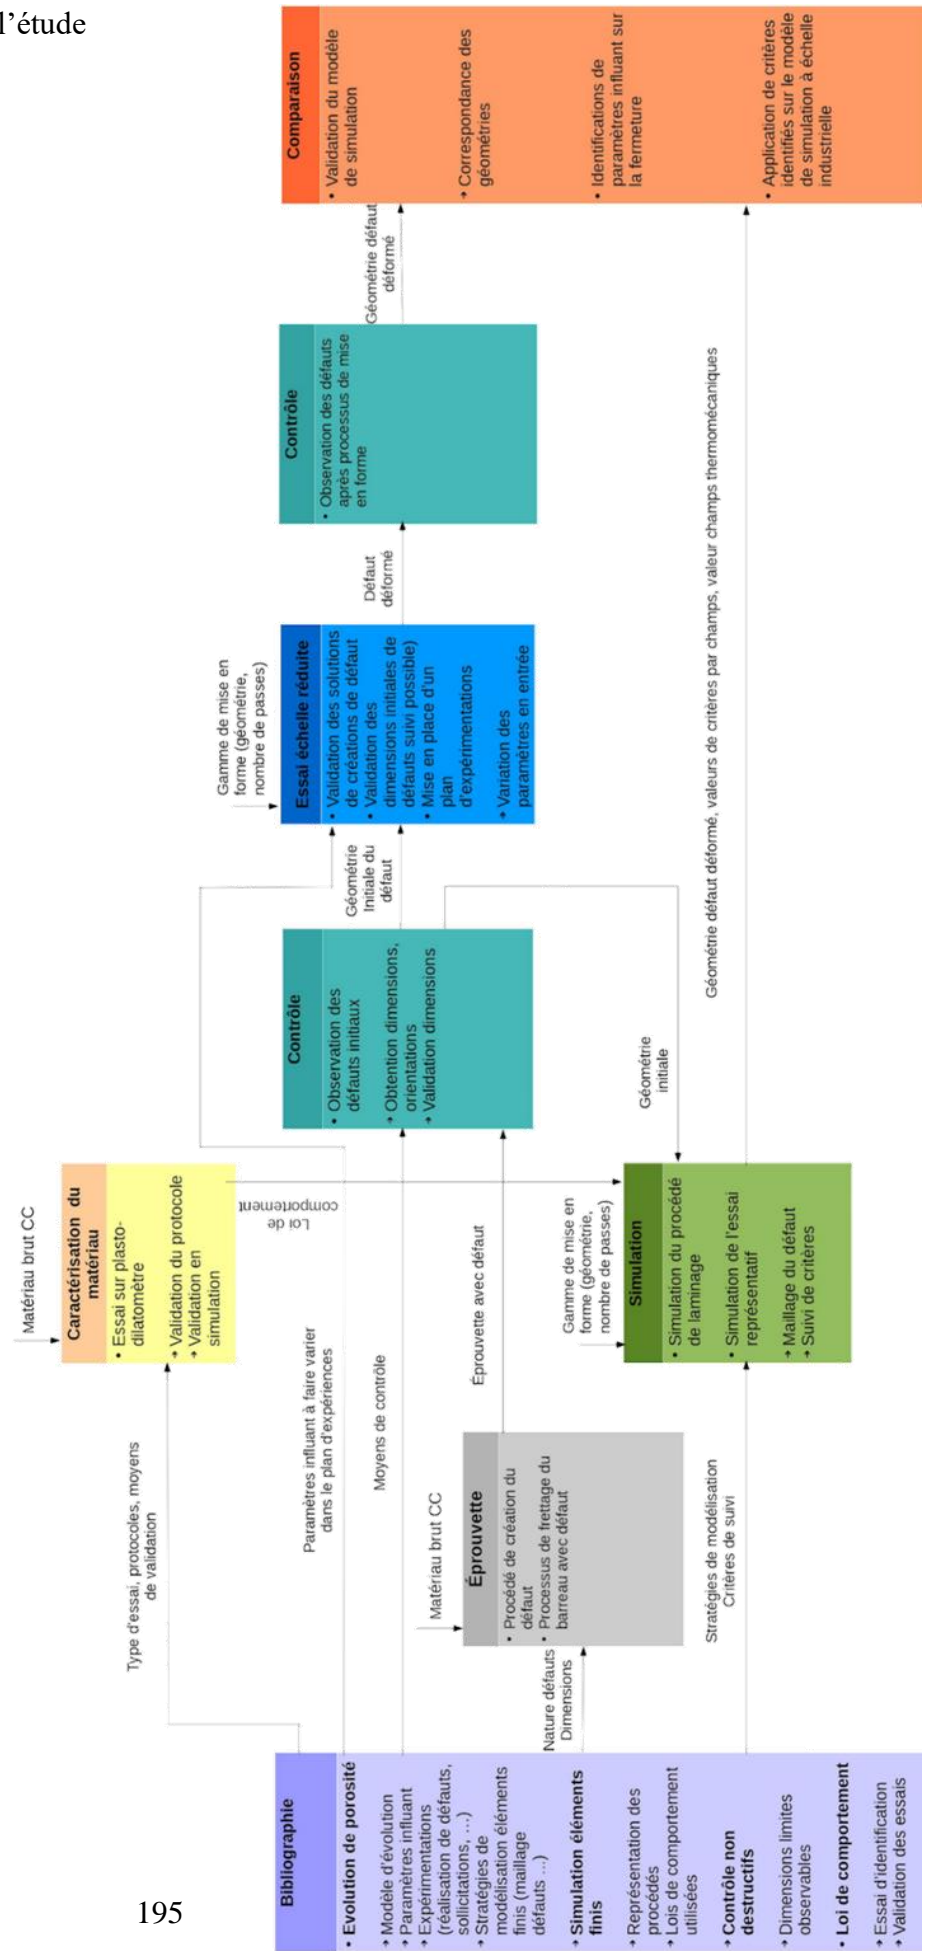 l’étude
Bibliographie
• Evolution de porosité
→ Modèle d'évolution
→ Paramètres influant
→ Expérimentations
(réalisation de défauts,
sollicitations, …)
→ Stratégies de
modélisation éléments
finis (maillage
défauts …)
• Simulation éléments
finis
→ Représentation des
procédés
→ Lois de comportement
utilisées
• Contrôle non
destructifs
→ Dimensions limites
observables
• Loi de comportement
→ Essai d'identification
→ Validation des essais
Type d'essai, protocoles, moyens
de validation
Paramètres influant à faire varier
dans le plan d'expériences
Moyens de contrôle
Nature défauts
Dimensions
Stratégies de modélisation
Critères de suivi
Matériau brut CC
Éprouvette
• Procédé de création du
défaut
• Processus de frettage du
barreau avec défaut
Éprouvette avec défaut
Matériau brut CC
Caractérisation du
matériau
• Essai sur plasto-
dilatomètre
→ Validation du protocole
→ Validation en
simulation
Loi de
comportement
Gamme de mise en
forme (géométrie,
nombre de passes)
Simulation
• Simulation du procédé
de laminage
• Simulation de l'essai
représentatif
→ Maillage du défaut
→ Suivi de critères
Contrôle
• Observation des
défauts initiaux
→ Obtention dimensions,
orientations
→ Validation dimensions
Géométrie
initiale
Géométrie
Initiale du
défaut
Gamme de mise en
forme (géométrie,
nombre de passes)
Essai échelle réduite
• Validation des solutions
de créations de défaut
• Validation des
dimensions initiales de
défauts suivi possible)
• Mise en place d'un
plan
d'expérimentations
→ Variation des
paramètres en entrée
Défaut
déformé
Contrôle
• Observation des défauts
après processus de mise
en forme
Géométrie défaut
déformé
Géométrie défaut déformé, valeurs de critères par champs, valeur champs thermomécaniques
Comparaison
• Validation du modèle
de simulation
→ Correspondance des
géométries
• Identifications de
paramètres influant sur
la fermeture
• Application de critères
identifiés sur le modèle
de simulation à échelle
industrielle
195